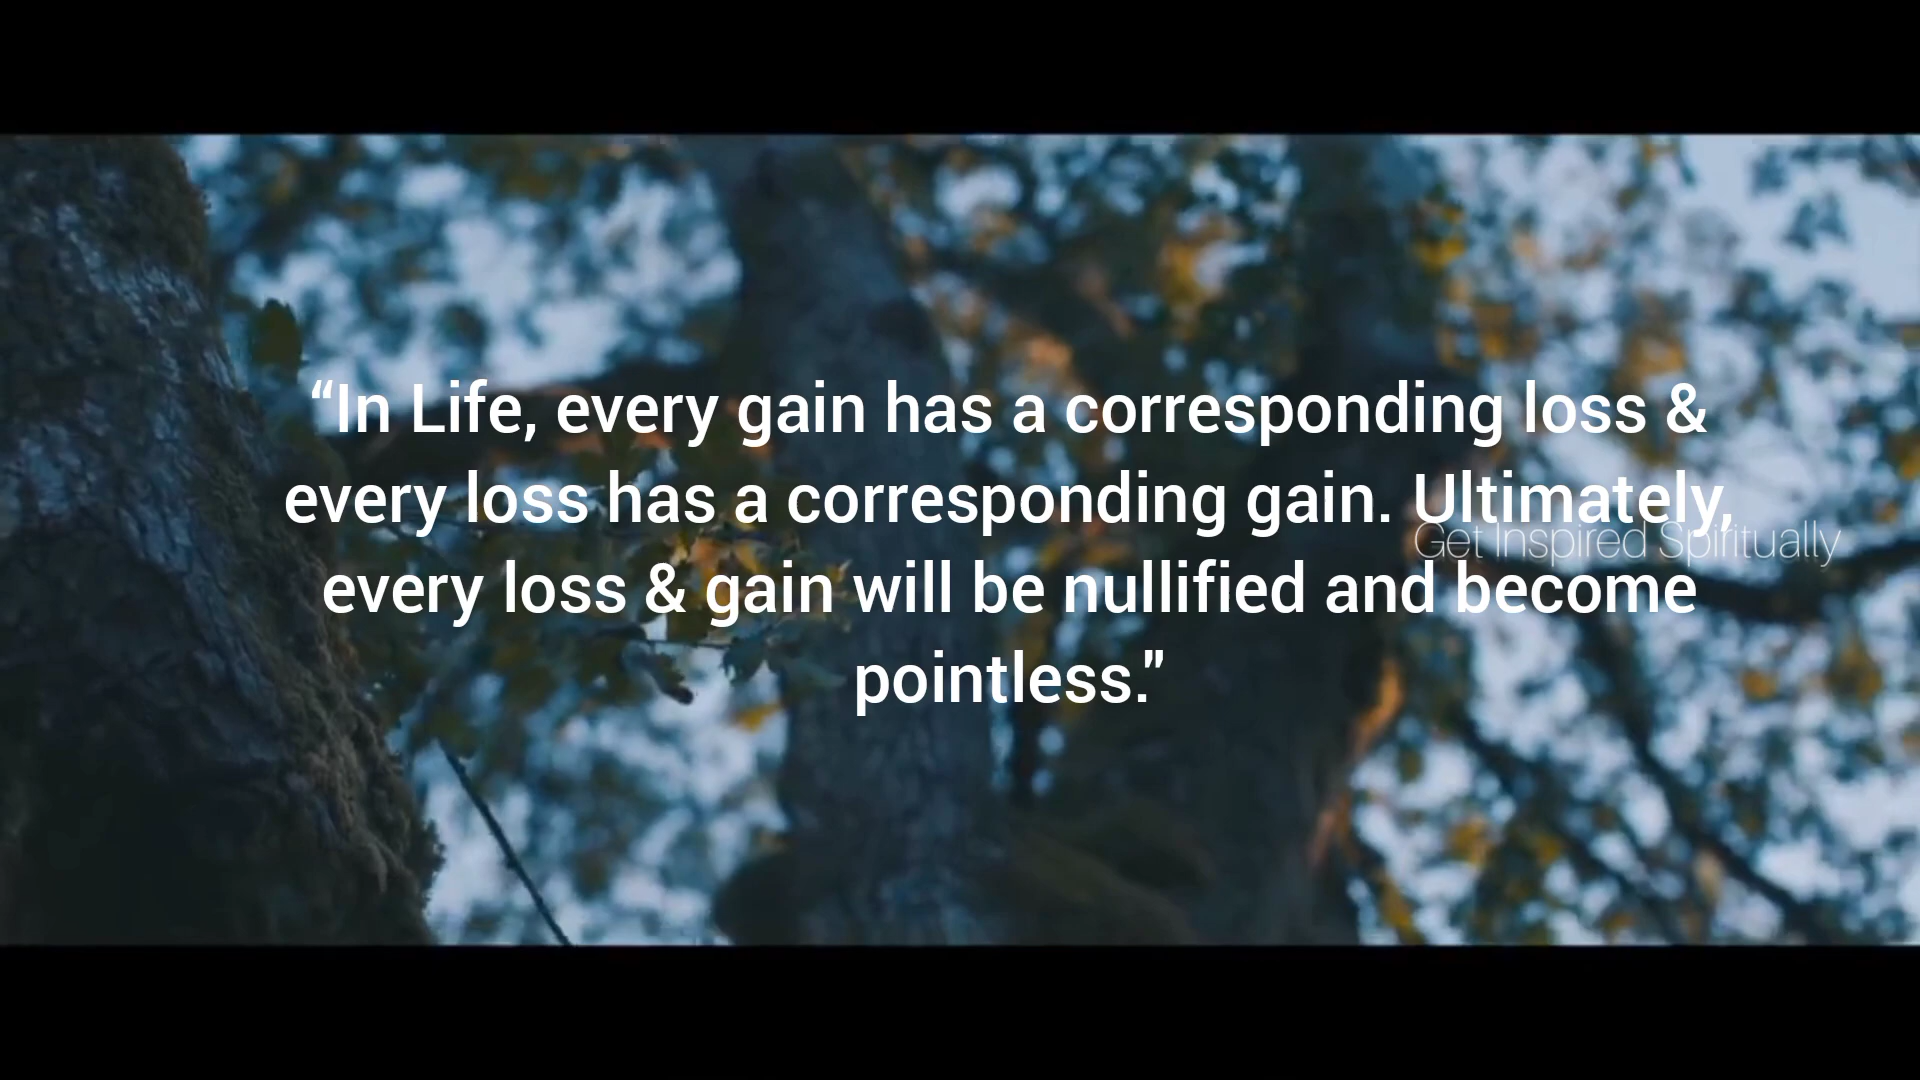 “In Life, every gain has a corresponding loss &
every loss has a corresponding gain. Ultimately,
Get Inspired Spiritually
every loss & gain will be nullified and become
pointless.”